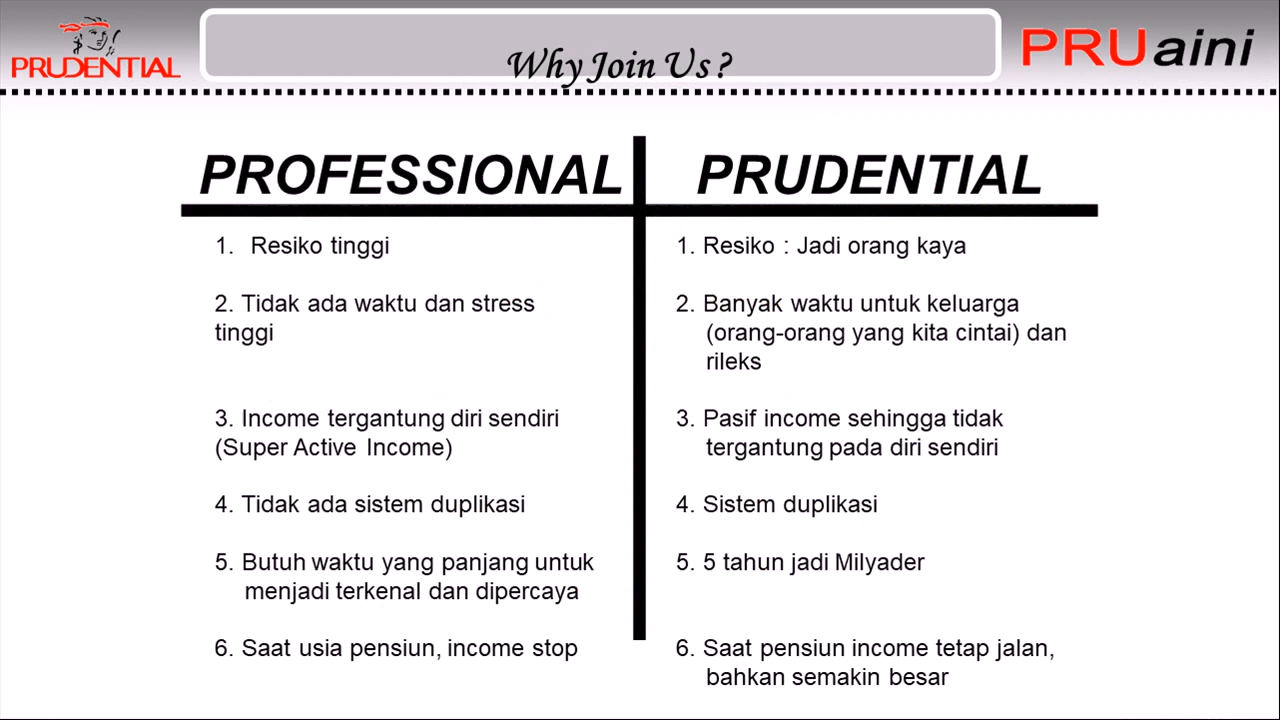 PRUDENTIAL
Why Join Us ?
PRUaini
PROFESSIONAL
1. Resiko tinggi
2. Tidak ada waktu dan stress
tinggi
3. Income tergantung diri sendiri
(Super Active Income)
4. Tidak ada sistem duplikasi
5. Butuh waktu yang panjang untuk
menjadi terkenal dan dipercaya
6. Saat usia pensiun, income stop
PRUDENTIAL
1. Resiko : Jadi orang kaya
2. Banyak waktu untuk keluarga
(orang-orang yang kita cintai) dan
rileks
3. Pasif income sehingga tidak
tergantung pada diri sendiri
4. Sistem duplikasi
5. 5 tahun jadi Milyader
6. Saat pensiun income tetap jalan,
bahkan semakin besar